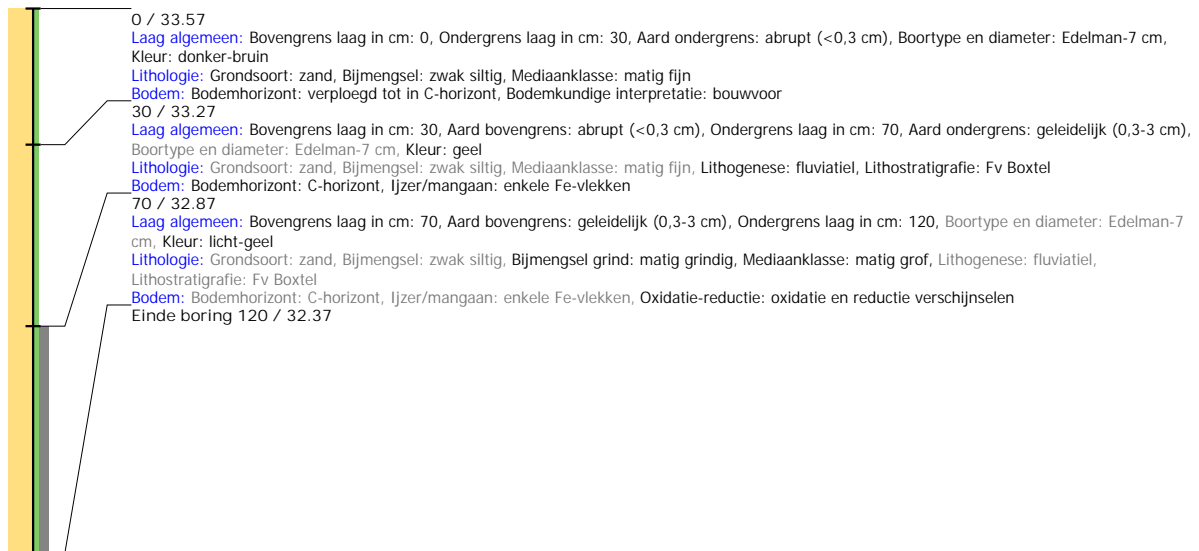 0 / 33.57
Laag algemeen: Bovengrens laag in cm: 0, Ondergrens laag in cm: 30, Aard ondergrens: abrupt (<0,3 cm), Boortype en diameter: Edelman-7 cm,
Kleur: donker-bruin
Lithologie: Grondsoort: zand, Bijmengsel: zwak siltig, Mediaanklasse: matig fijn
Bodem: Bodemhorizont: verploegd tot in C-horizont, Bodemkundige interpretatie: bouwvoor
30 / 33.27
Laag algemeen: Bovengrens laag in cm: 30, Aard bovengrens: abrupt (<0,3 cm), Ondergrens laag in cm: 70, Aard ondergrens: geleidelijk (0,3-3 cm),
Boortype en diameter: Edelman-7 cm, Kleur: geel
Lithologie: Grondsoort: zand, Bijmengsel: zwak siltig, Mediaanklasse: matig fijn, Lithogenese: fluviatiel, Lithostratigrafie: Fv Boxtel
Bodem: Bodemhorizont: C-horizont, Ijzer/mangaan: enkele Fe-vlekken
70 / 32.87
Laag algemeen: Bovengrens laag in cm: 70, Aard bovengrens: geleidelijk (0,3-3 cm), Ondergrens laag in cm: 120, Boortype en diameter: Edelman-7
cm, Kleur: licht-geel
Lithologie: Grondsoort: zand, Bijmengsel: zwak siltig, Bijmengsel grind: matig grindig, Mediaanklasse: matig grof, Lithogenese: fluviatiel,
Lithostratigrafie: Fv Boxtel
Bodem: Bodemhorizont: C-horizont, Ijzer/mangaan: enkele Fe-vlekken, Oxidatie-reductie: oxidatie en reductie verschijnselen
Einde boring 120 / 32.37